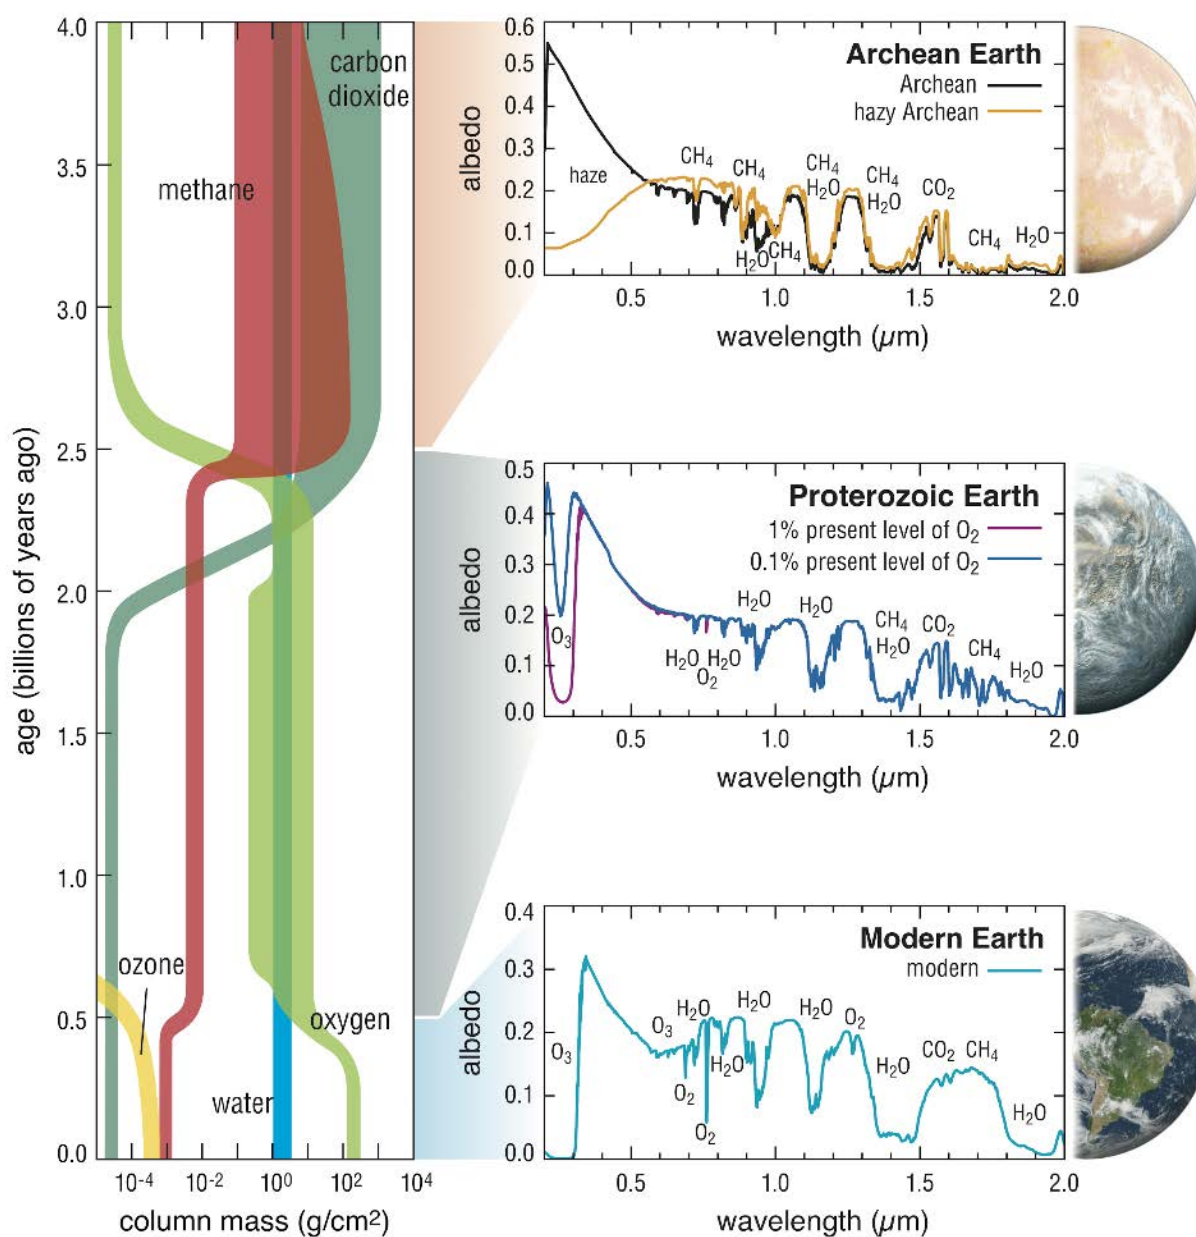 4.0
3.5
3.0
2.5
2.0
1.5
1.0
0.5
0.0
age (billions of years ago)
carbon
dioxide
methane
ozone
oxygen
water
10⁻⁴ 10⁻² 10⁰ 10² 10⁴
column mass (g/cm²)
Archean Earth
Archean
hazy Archean
0.6
0.5
0.4
0.3
0.2
0.1
0.0
albedo
haze
CH₄
CH₄
CH₄
H₂O
CH₄
H₂O
CO₂
H₂O
CH₄
CH₄
H₂O
0.5 1.0 1.5 2.0
wavelength (μm)
Proterozoic Earth
1% present level of O₂
0.1% present level of O₂
0.5
0.4
0.3
0.2
0.1
0.0
albedo
O₃
H₂O
H₂O
O₂
H₂O
H₂O
CH₄
H₂O
CO₂
CH₄
H₂O
0.5 1.0 1.5 2.0
wavelength (μm)
Modern Earth
modern
0.4
0.3
0.2
0.1
0.0
albedo
O₃
O₃
H₂O
O₂
O₂
H₂O
H₂O
H₂O
O₂
H₂O
CO₂
CH₄
H₂O
0.5 1.0 1.5 2.0
wavelength (μm)